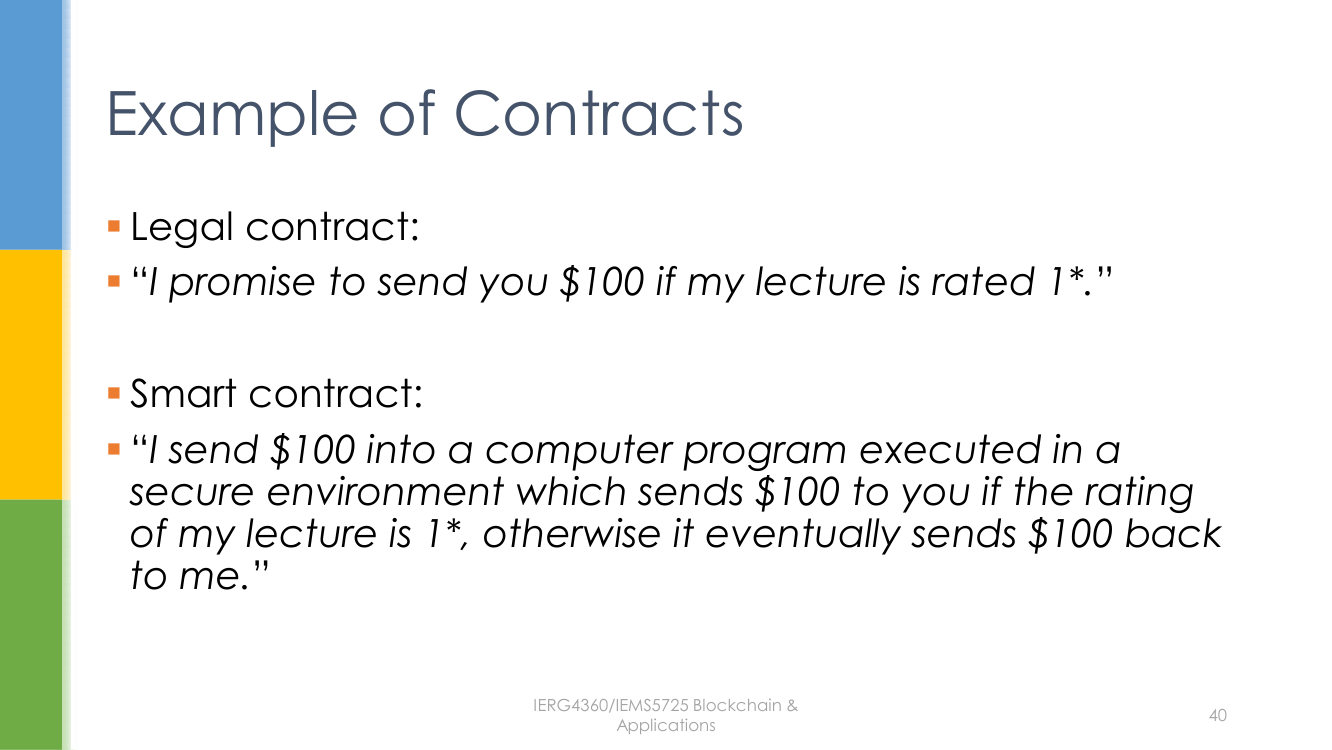 Example of Contracts
Legal contract:
“I promise to send you $100 if my lecture is rated 1*.”
Smart contract:
“I send $100 into a computer program executed in a
secure environment which sends $100 to you if the rating
of my lecture is 1*, otherwise it eventually sends $100 back
to me.”
IERG4360/IEMS5725 Blockchain &
Applications
40